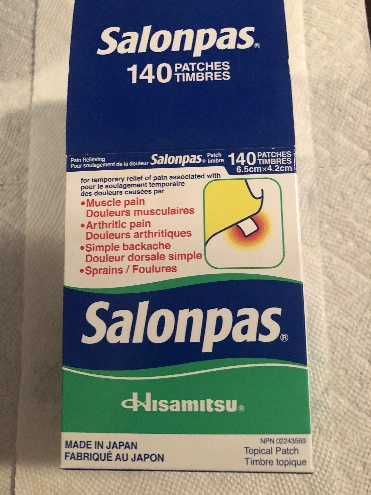 Salonpas®
140 PATCHES TIMBRES
Pain Relieving Salonpas® Patch 140 PATCHES
Pour soulagement de la douleur timbre TIMBRES
6.5cm×4.2cm
for temporary relief of pain associated with
pour le soulagement temporaire
des douleurs causées par
•Muscle pain
Douleurs musculaires
•Arthritic pain
Douleurs arthritiques
•Simple backache
Douleur dorsale simple
•Sprains / Foulures
Salonpas®
Hisamitsu®
MADE IN JAPAN
FABRIQUÉ AU JAPON
NPN 02243569
Topical Patch
Timbre topique